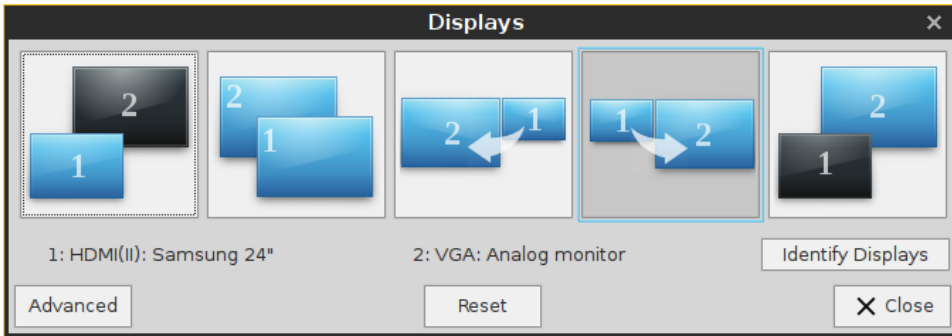 Displays
2
1
2
1
2
1
1
2
2
1
1: HDMI(II): Samsung 24"
2: VGA: Analog monitor
Identify Displays
Advanced
Reset
Close